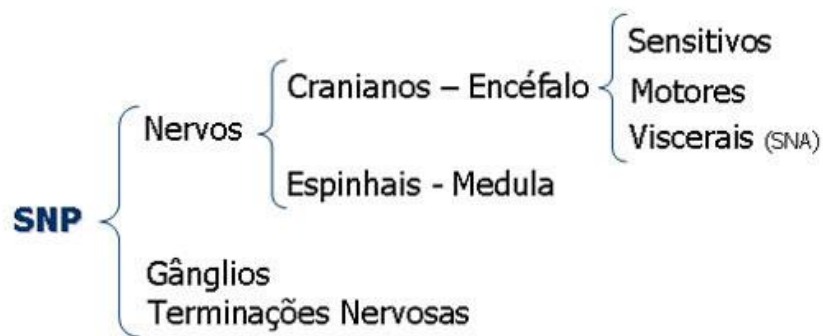 Sensitivos
Cranianos – Encéfalo
Motores
Nervos
Viscerais (SNA)
Espinhais - Medula
SNP
Gânglios
Terminações Nervosas